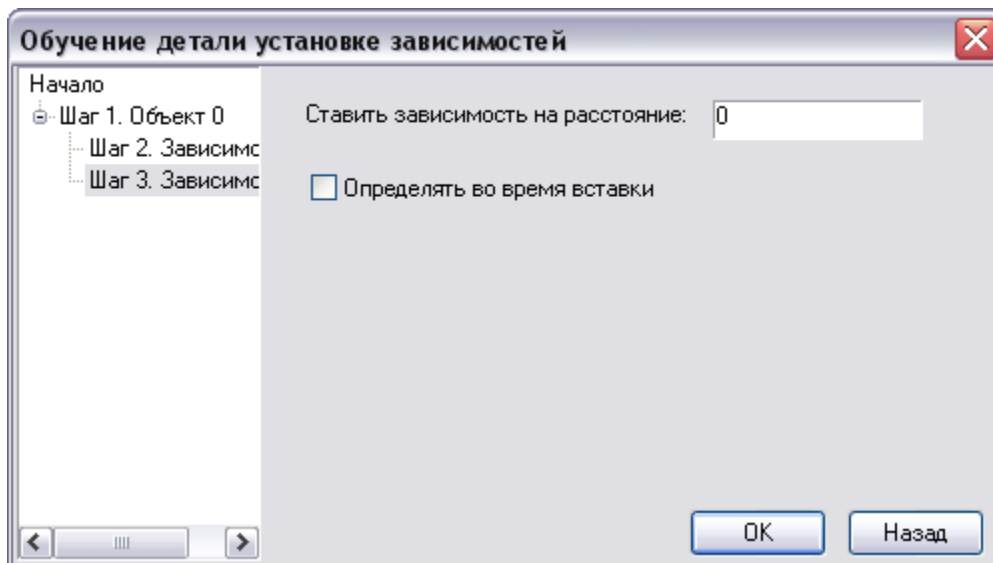 Обучение детали установке зависимостей
Начало
Шаг 1. Объект 0
Шаг 2. Зависимс
Шаг 3. Зависимс
Ставить зависимость на расстояние: 0
Определять во время вставки
OK
Назад